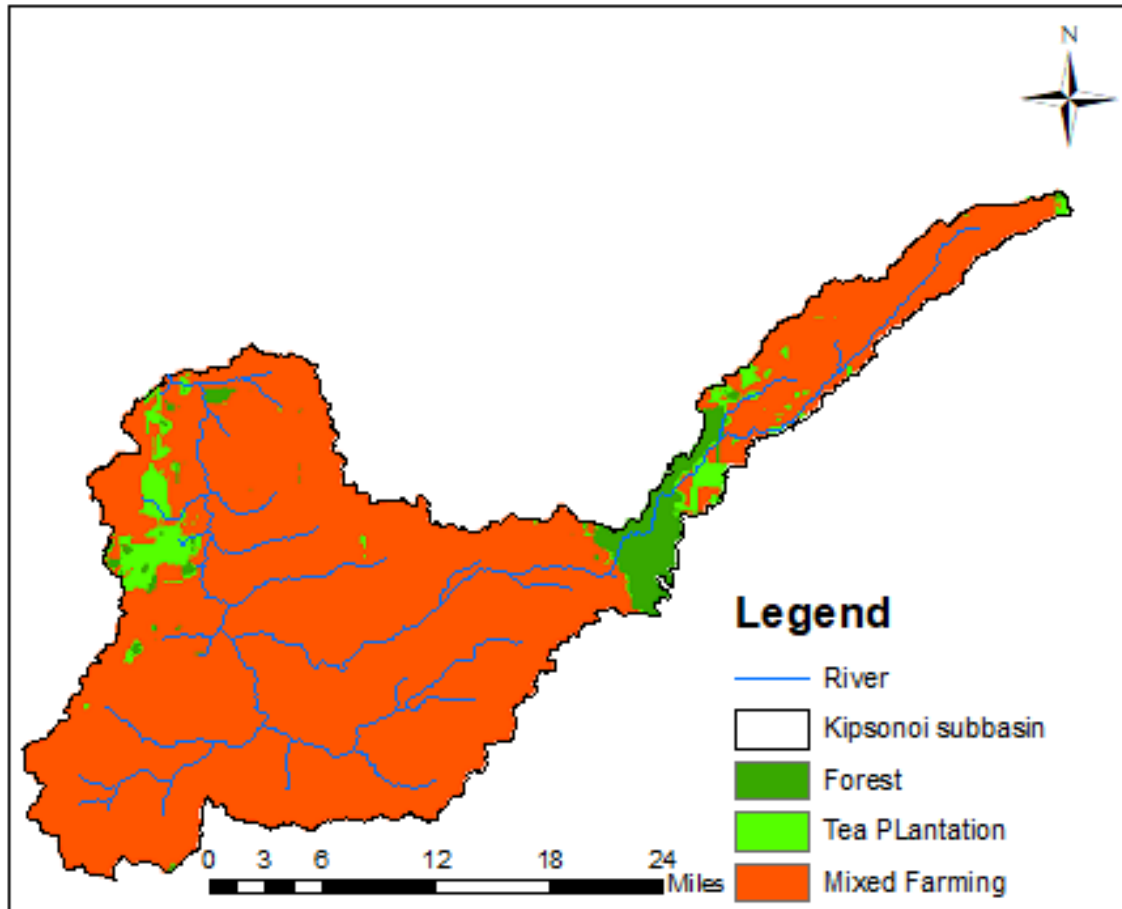 N
Legend
River
Kipsonoi subbasin
Forest
Tea PLantation
Mixed Farming
0 3 6 12 18 24
Miles